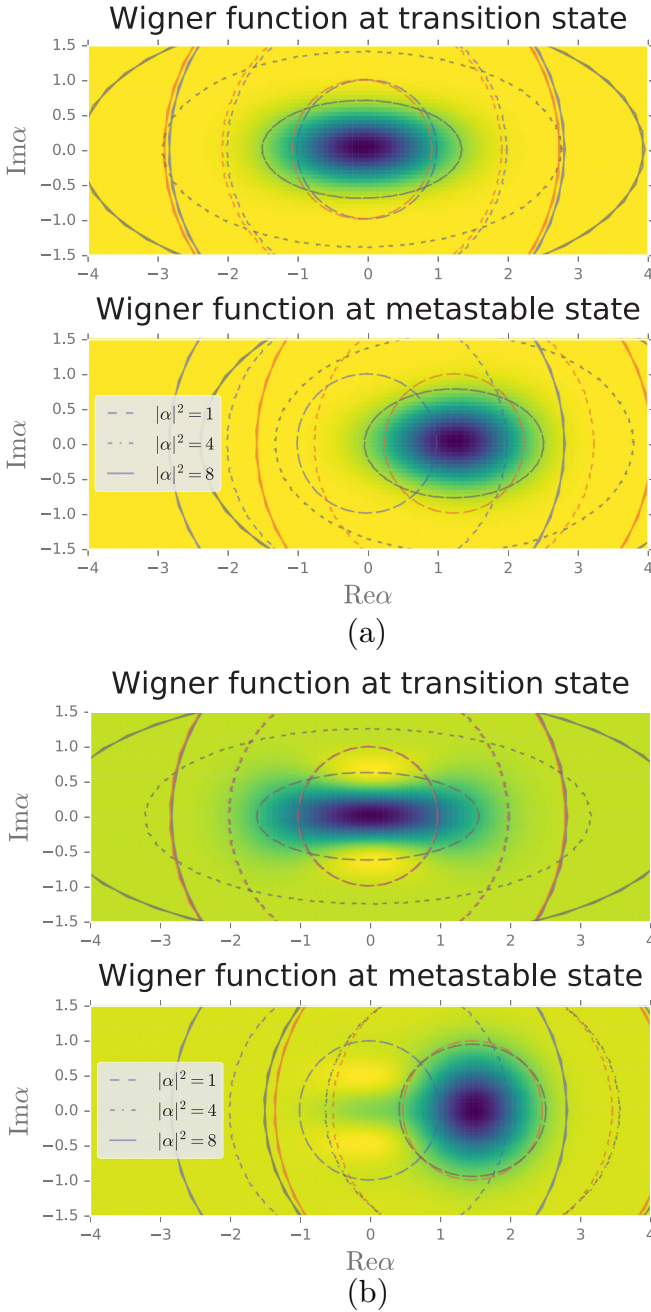 Wigner function at transition state
1.5
1.0
0.5
0.0
−0.5
−1.0
−1.5
Imα
−4 −3 −2 −1 0 1 2 3 4
Wigner function at metastable state
1.5
1.0
0.5
0.0
−0.5
−1.0
−1.5
Imα
|α|² = 1
|α|² = 4
|α|² = 8
−4 −3 −2 −1 0 1 2 3 4
Reα
(a)
Wigner function at transition state
1.5
1.0
0.5
0.0
−0.5
−1.0
−1.5
Imα
−4 −3 −2 −1 0 1 2 3 4
Wigner function at metastable state
1.5
1.0
0.5
0.0
−0.5
−1.0
−1.5
Imα
|α|² = 1
|α|² = 4
|α|² = 8
−4 −3 −2 −1 0 1 2 3 4
Reα
(b)